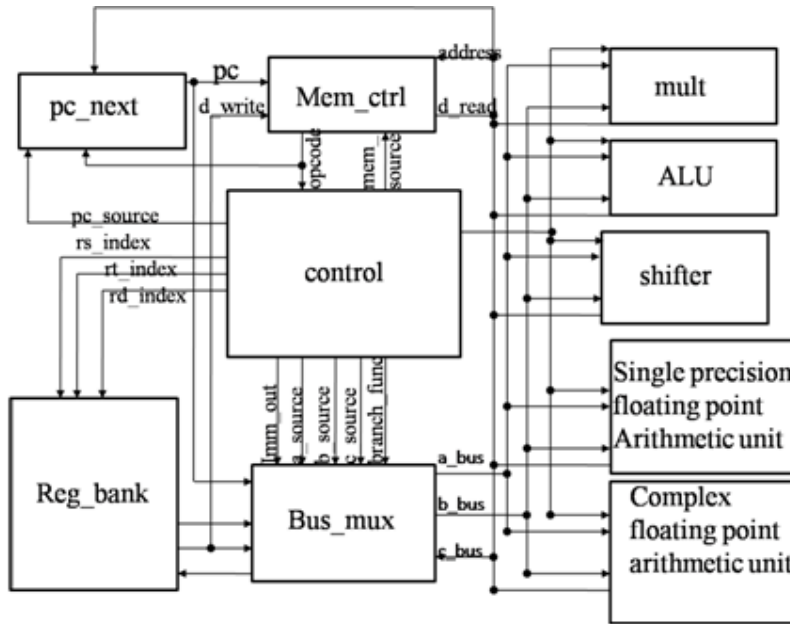 pc
address
pc_next
Mem_ctrl
mult
d_write
d_read
opcode
mem_
source
ALU
pc_source
rs_index
rt_index
rd_index
control
shifter
Imm_out
a_source
b_source
c_source
branch_func
Single precision
floating point
Arithmetic unit
a_bus
Reg_bank
Bus_mux
b_bus
c_bus
Complex
floating point
arithmetic unit